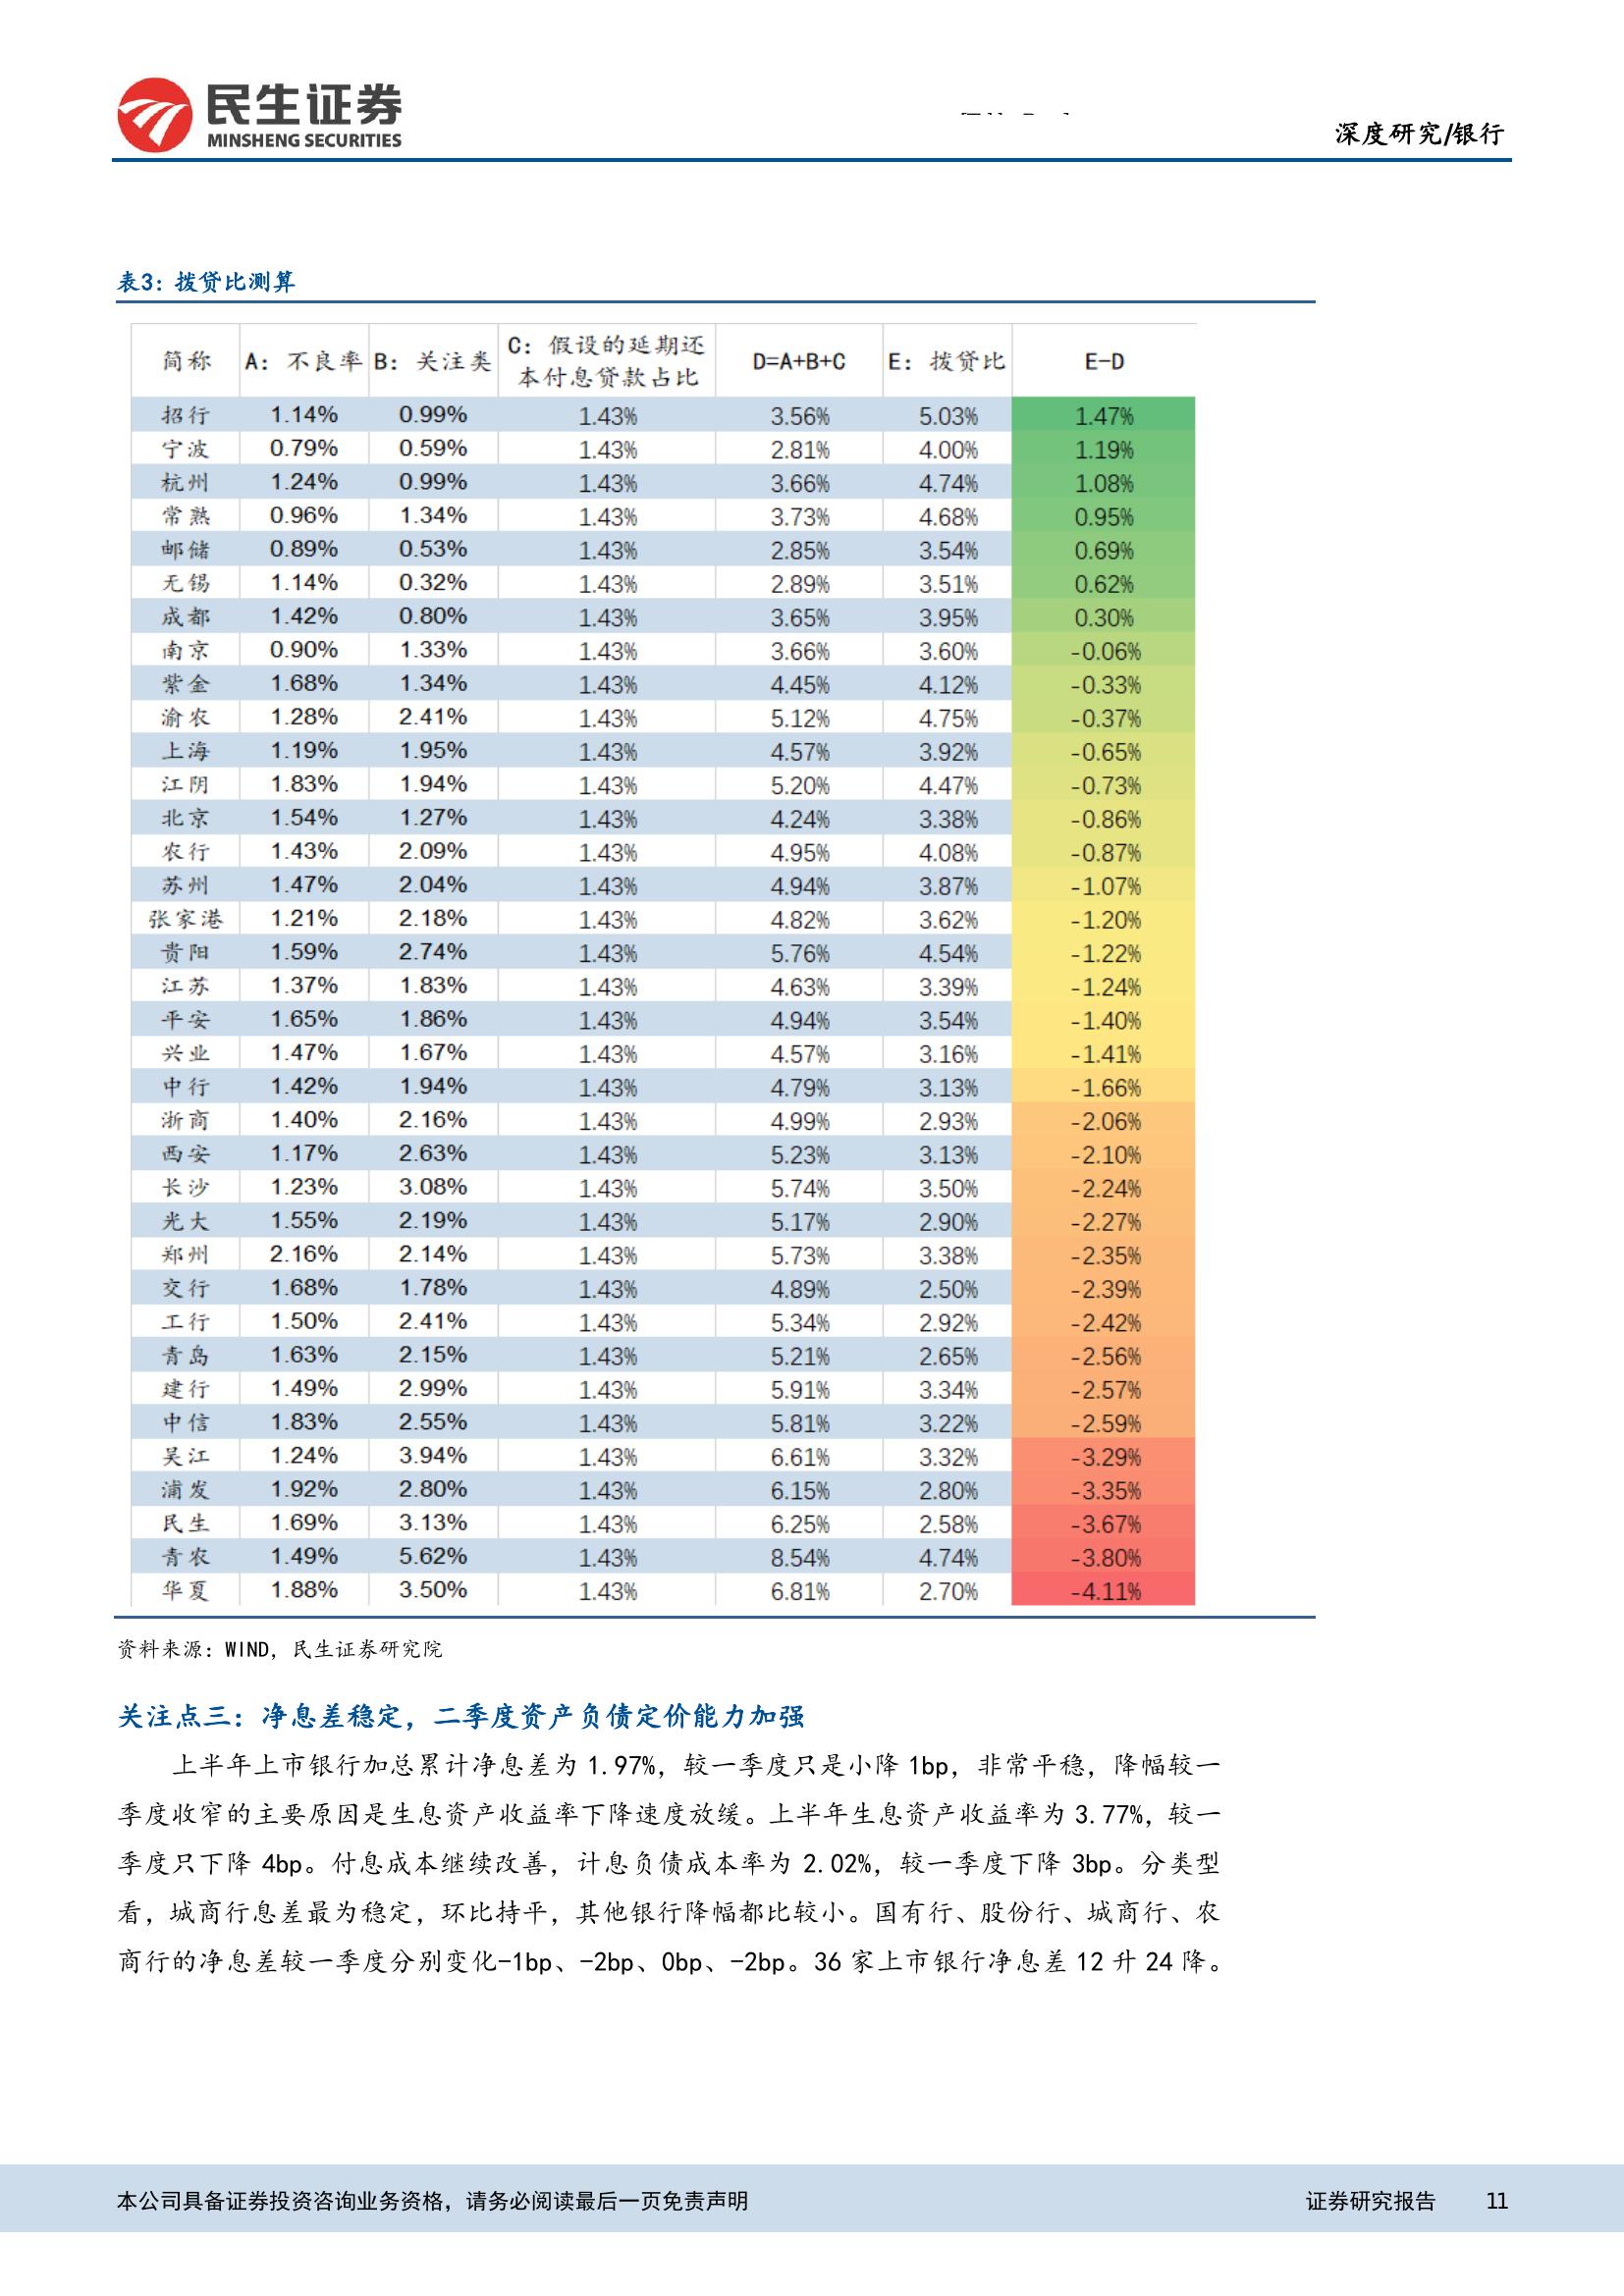 民生证券
MINSHENG SECURITIES
深度研究/银行
表3：拨贷比测算
简称 A：不良率 B：关注类 C：假设的延期还本付息贷款占比 D=A+B+C E：拨贷比 E-D
招行 1.14% 0.99% 1.43% 3.56% 5.03% 1.47%
宁波 0.79% 0.59% 1.43% 2.81% 4.00% 1.19%
杭州 1.24% 0.99% 1.43% 3.66% 4.74% 1.08%
常熟 0.96% 1.34% 1.43% 3.73% 4.68% 0.95%
邮储 0.89% 0.53% 1.43% 2.85% 3.54% 0.69%
无锡 1.14% 0.32% 1.43% 2.89% 3.51% 0.62%
成都 1.42% 0.80% 1.43% 3.65% 3.95% 0.30%
南京 0.90% 1.33% 1.43% 3.66% 3.60% -0.06%
紫金 1.68% 1.34% 1.43% 4.45% 4.12% -0.33%
渝农 1.28% 2.41% 1.43% 5.12% 4.75% -0.37%
上海 1.19% 1.95% 1.43% 4.57% 3.92% -0.65%
江阴 1.83% 1.94% 1.43% 5.20% 4.47% -0.73%
北京 1.54% 1.27% 1.43% 4.24% 3.38% -0.86%
农行 1.43% 2.09% 1.43% 4.95% 4.08% -0.87%
苏州 1.47% 2.04% 1.43% 4.94% 3.87% -1.07%
张家港 1.21% 2.18% 1.43% 4.82% 3.62% -1.20%
贵阳 1.59% 2.74% 1.43% 5.76% 4.54% -1.22%
江苏 1.37% 1.83% 1.43% 4.63% 3.39% -1.24%
平安 1.65% 1.86% 1.43% 4.94% 3.54% -1.40%
兴业 1.47% 1.67% 1.43% 4.57% 3.16% -1.41%
中行 1.42% 1.94% 1.43% 4.79% 3.13% -1.66%
浙商 1.40% 2.16% 1.43% 4.99% 2.93% -2.06%
西安 1.17% 2.63% 1.43% 5.23% 3.13% -2.10%
长沙 1.23% 3.08% 1.43% 5.74% 3.50% -2.24%
光大 1.55% 2.19% 1.43% 5.17% 2.90% -2.27%
郑州 2.16% 2.14% 1.43% 5.73% 3.38% -2.35%
交行 1.68% 1.78% 1.43% 4.89% 2.50% -2.39%
工行 1.50% 2.41% 1.43% 5.34% 2.92% -2.42%
青岛 1.63% 2.15% 1.43% 5.21% 2.65% -2.56%
建行 1.49% 2.99% 1.43% 5.91% 3.34% -2.57%
中信 1.83% 2.55% 1.43% 5.81% 3.22% -2.59%
吴江 1.24% 3.94% 1.43% 6.61% 3.32% -3.29%
浦发 1.92% 2.80% 1.43% 6.15% 2.80% -3.35%
民生 1.69% 3.13% 1.43% 6.25% 2.58% -3.67%
青农 1.49% 5.62% 1.43% 8.54% 4.74% -3.80%
华夏 1.88% 3.50% 1.43% 6.81% 2.70% -4.11%
资料来源：WIND，民生证券研究院
关注点三：净息差稳定，二季度资产负债定价能力加强
上半年上市银行加总累计净息差为 1.97%，较一季度只是小降 1bp，非常平稳，降幅较一
季度收窄的主要原因是生息资产收益率下降速度放缓。上半年生息资产收益率为 3.77%，较一
季度只下降 4bp。付息成本继续改善，计息负债成本率为 2.02%，较一季度下降 3bp。分类型
看，城商行息差最为稳定，环比持平，其他银行降幅都比较小。国有行、股份行、城商行、农
商行的净息差较一季度分别变化-1bp、-2bp、0bp、-2bp。36 家上市银行净息差 12 升 24 降。
本公司具备证券投资咨询业务资格，请务必阅读最后一页免责声明 证券研究报告 11